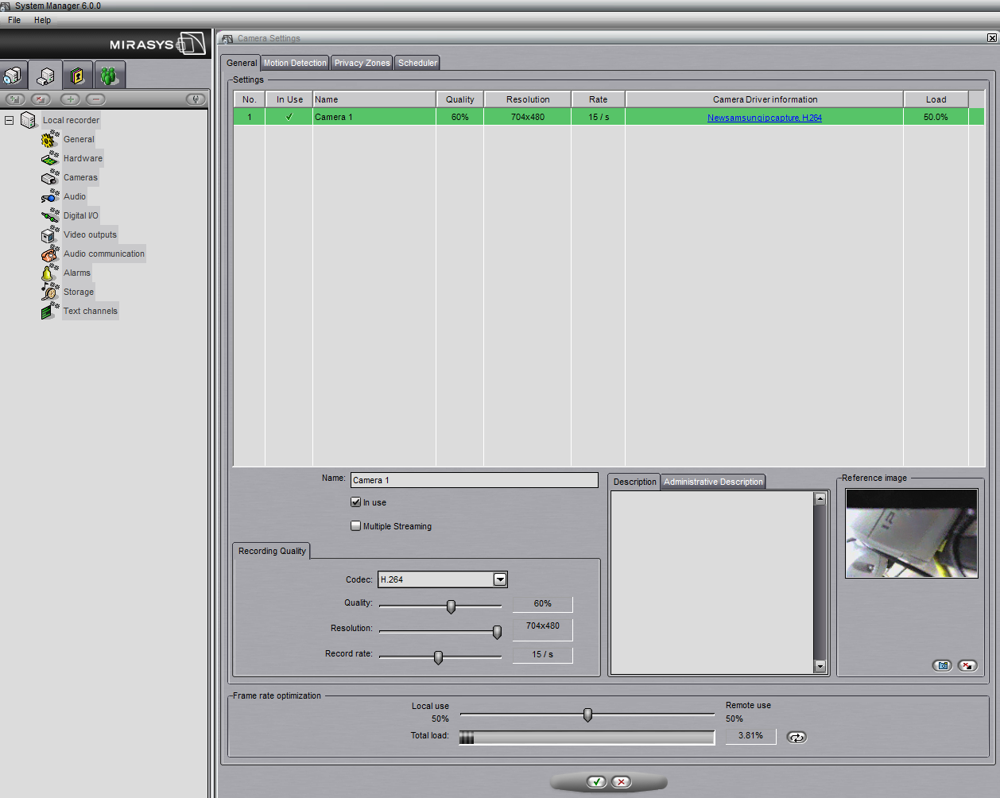 System Manager 6.0.0
File Help
MIRASYS
Camera Settings
General Motion Detection Privacy Zones Scheduler
Settings
No. In Use Name Quality Resolution Rate Camera Driver information Load
1 Camera 1 60% 704x480 15 / s Newsamsungipcapture, H.264 50.0%
Local recorder
General
Hardware
Cameras
Audio
Digital I/O
Video outputs
Audio communication
Alarms
Storage
Text channels
Name: Camera 1
In use
Multiple Streaming
Recording Quality
Codec: H.264
Quality: 60%
Resolution: 704x480
Record rate: 15 / s
Description Administrative Description
Reference image
Frame rate optimization
Local use
50%
Remote use
50%
Total load: 3.81%